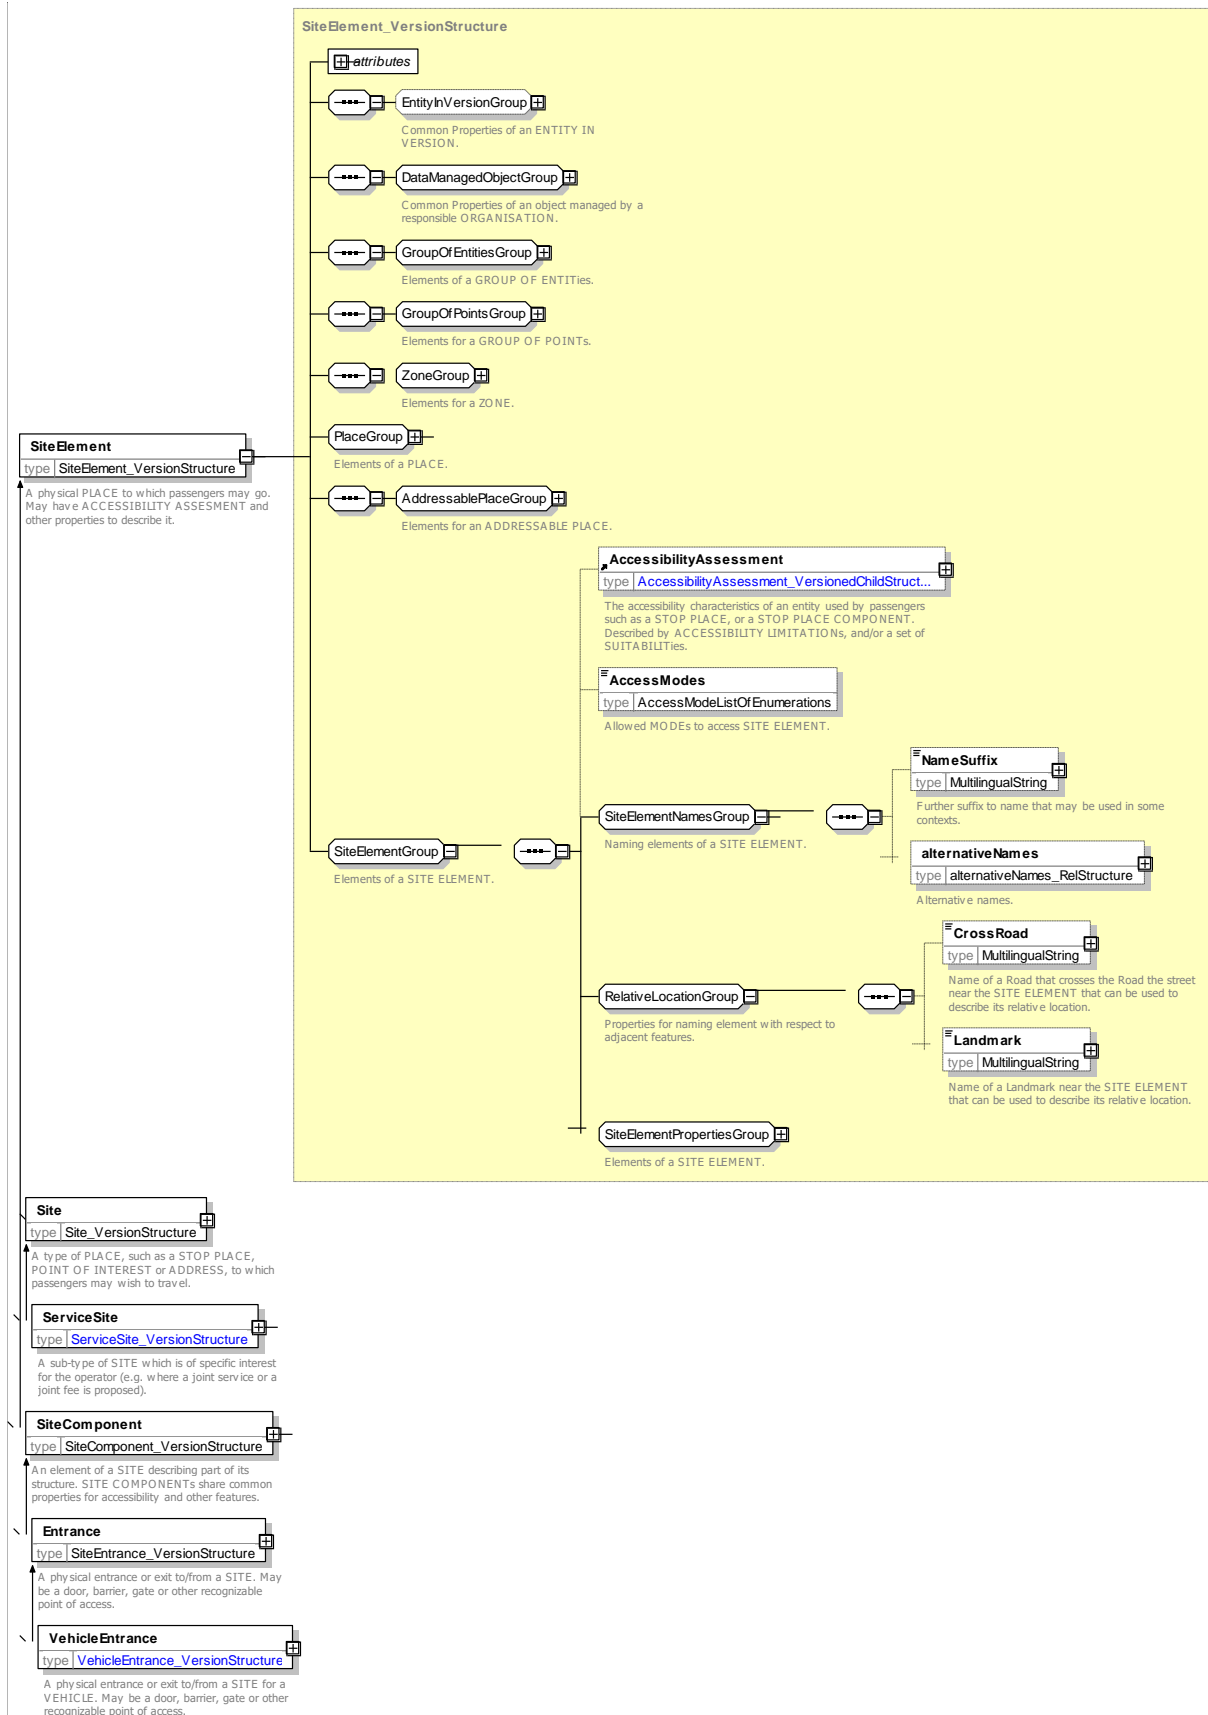 SiteElement_VersionStructure
attributes
EntityInVersionGroup
Common Properties of an ENTITY IN
VERSION.
DataManagedObjectGroup
Common Properties of an object managed by a
responsible ORGANISATION.
GroupOfEntitiesGroup
Elements of a GROUP OF ENTITies.
GroupOfPointsGroup
Elements for a GROUP OF POINTs.
ZoneGroup
Elements for a ZONE.
PlaceGroup
Elements of a PLACE.
SiteElement
type SiteElement_VersionStructure
A physical PLACE to which passengers may go.
May have ACCESSIBILITY ASSESMENT and
other properties to describe it.
AddressablePlaceGroup
Elements for an ADDRESSABLE PLACE.
AccessibilityAssessment
type AccessibilityAssessment_VersionedChildStruct...
The accessibility characteristics of an entity used by passengers
such as a STOP PLACE, or a STOP PLACE COMPONENT.
Described by ACCESSIBILITY LIMITATIONs, and/or a set of
SUITABILITies.
AccessModes
type AccessModeListOfEnumerations
Allowed MODEs to access SITE ELEMENT.
NameSuffix
type MultilingualString
Further suffix to name that may be used in some
contexts.
SiteElementNamesGroup
Naming elements of a SITE ELEMENT.
alternativeNames
type alternativeNames_RelStructure
Alternative names.
SiteElementGroup
Elements of a SITE ELEMENT.
CrossRoad
type MultilingualString
Name of a Road that crosses the Road the street
near the SITE ELEMENT that can be used to
describe its relative location.
RelativeLocationGroup
Properties for naming element with respect to
adjacent features.
Landmark
type MultilingualString
Name of a Landmark near the SITE ELEMENT
that can be used to describe its relative location.
SiteElementPropertiesGroup
Elements of a SITE ELEMENT.
Site
type Site_VersionStructure
A type of PLACE, such as a STOP PLACE,
POINT OF INTEREST or ADDRESS, to which
passengers may wish to travel.
ServiceSite
type ServiceSite_VersionStructure
A sub-type of SITE which is of specific interest
for the operator (e.g. where a joint service or a
joint fee is proposed).
SiteComponent
type SiteComponent_VersionStructure
An element of a SITE describing part of its
structure. SITE COMPONENTs share common
properties for accessibility and other features.
Entrance
type SiteEntrance_VersionStructure
A physical entrance or exit to/from a SITE. May
be a door, barrier, gate or other recognizable
point of access.
VehicleEntrance
type VehicleEntrance_VersionStructure
A physical entrance or exit to/from a SITE for a
VEHICLE. May be a door, barrier, gate or other
recognizable point of access.